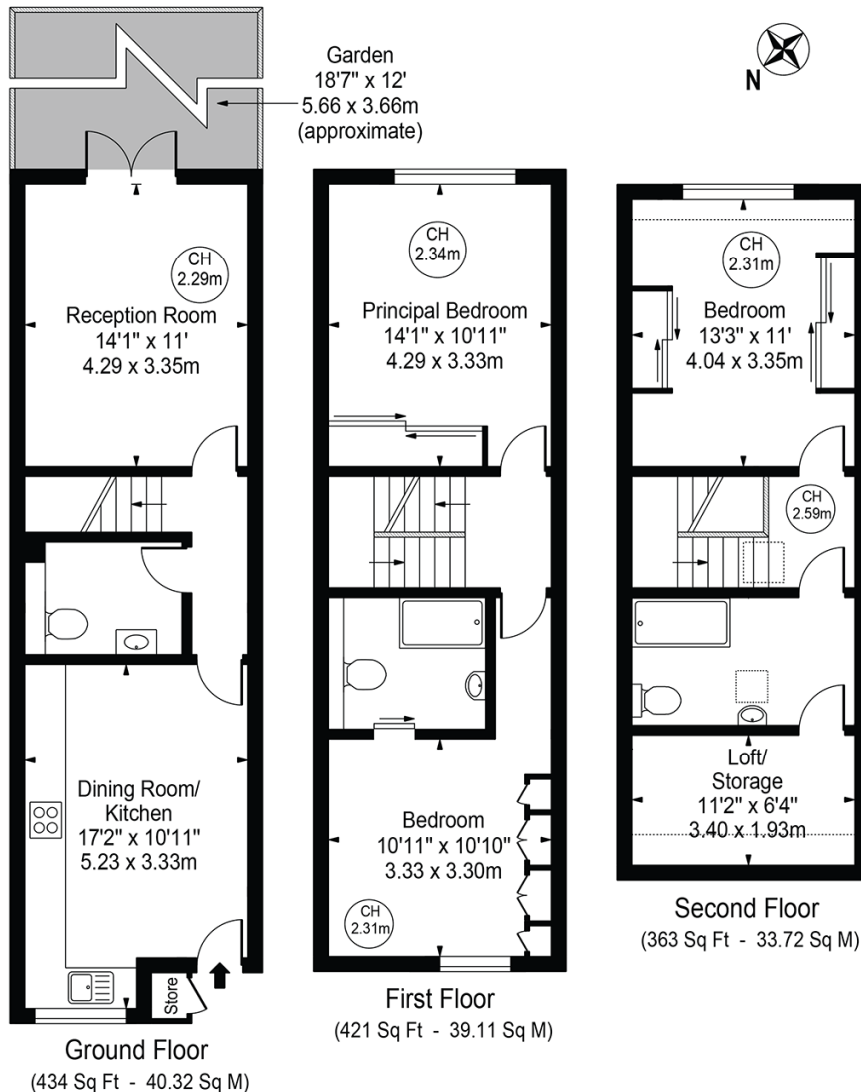 Garden
18'7" x 12'
5.66 x 3.66m
(approximate)
N
CH
2.29m
Reception Room
14'1" x 11'
4.29 x 3.35m
Dining Room/
Kitchen
17'2" x 10'11"
5.23 x 3.33m
Store
Ground Floor
(434 Sq Ft - 40.32 Sq M)
CH
2.34m
Principal Bedroom
14'1" x 10'11"
4.29 x 3.33m
Bedroom
10'11" x 10'10"
3.33 x 3.30m
CH
2.31m
First Floor
(421 Sq Ft - 39.11 Sq M)
CH
2.31m
Bedroom
13'3" x 11'
4.04 x 3.35m
CH
2.59m
Loft/
Storage
11'2" x 6'4"
3.40 x 1.93m
Second Floor
(363 Sq Ft - 33.72 Sq M)